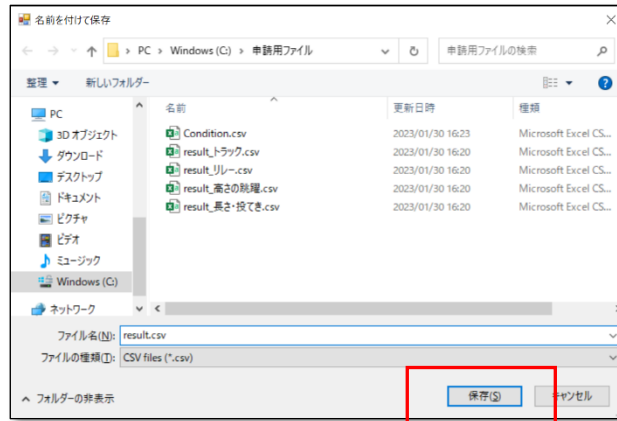 名前を付けて保存
PC › Windows (C:) › 申請用ファイル
申請用ファイルの検索
整理 新しいフォルダー
名前 更新日時 種類
Condition.csv 2023/01/30 16:23 Microsoft Excel CS...
result_トラック.csv 2023/01/30 16:20 Microsoft Excel CS...
result_リレー.csv 2023/01/30 16:20 Microsoft Excel CS...
result_高さの跳躍.csv 2023/01/30 16:20 Microsoft Excel CS...
result_長さ・投てき.csv 2023/01/30 16:20 Microsoft Excel CS...
PC
3D オブジェクト
ダウンロード
デスクトップ
ドキュメント
ピクチャ
ビデオ
ミュージック
Windows (C:)
ネットワーク
ファイル名(N): result.csv
ファイルの種類(T): CSV files (*.csv)
フォルダーの非表示
保存(S) キャンセル